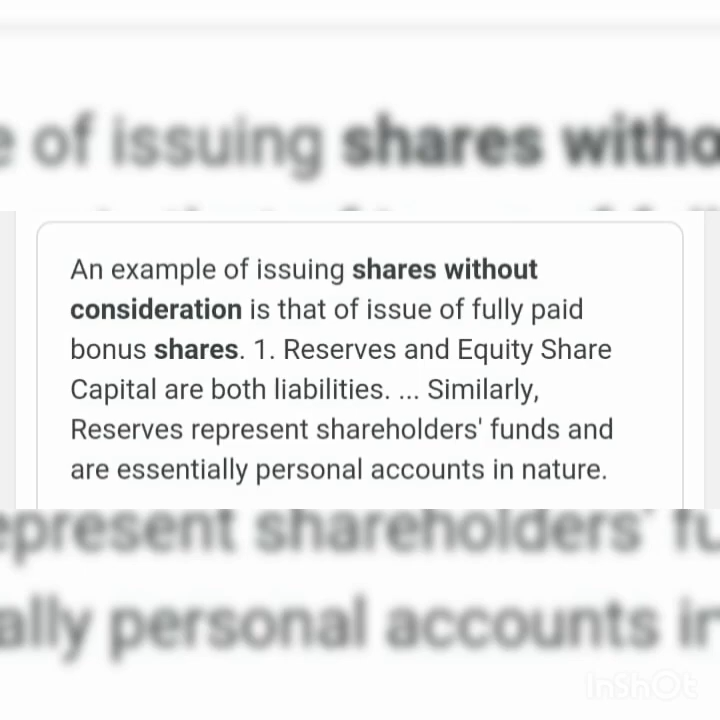 e of issuing shares witho
An example of issuing shares without
consideration is that of issue of fully paid
bonus shares. 1. Reserves and Equity Share
Capital are both liabilities. ... Similarly,
Reserves represent shareholders' funds and
are essentially personal accounts in nature.
epresent shareholders' fu
ally personal accounts in
InShOt